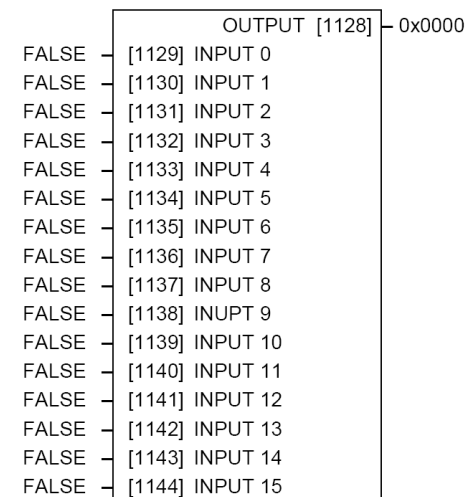 OUTPUT [1128] 0x0000
FALSE [1129] INPUT 0
FALSE [1130] INPUT 1
FALSE [1131] INPUT 2
FALSE [1132] INPUT 3
FALSE [1133] INPUT 4
FALSE [1134] INPUT 5
FALSE [1135] INPUT 6
FALSE [1136] INPUT 7
FALSE [1137] INPUT 8
FALSE [1138] INUPT 9
FALSE [1139] INPUT 10
FALSE [1140] INPUT 11
FALSE [1141] INPUT 12
FALSE [1142] INPUT 13
FALSE [1143] INPUT 14
FALSE [1144] INPUT 15